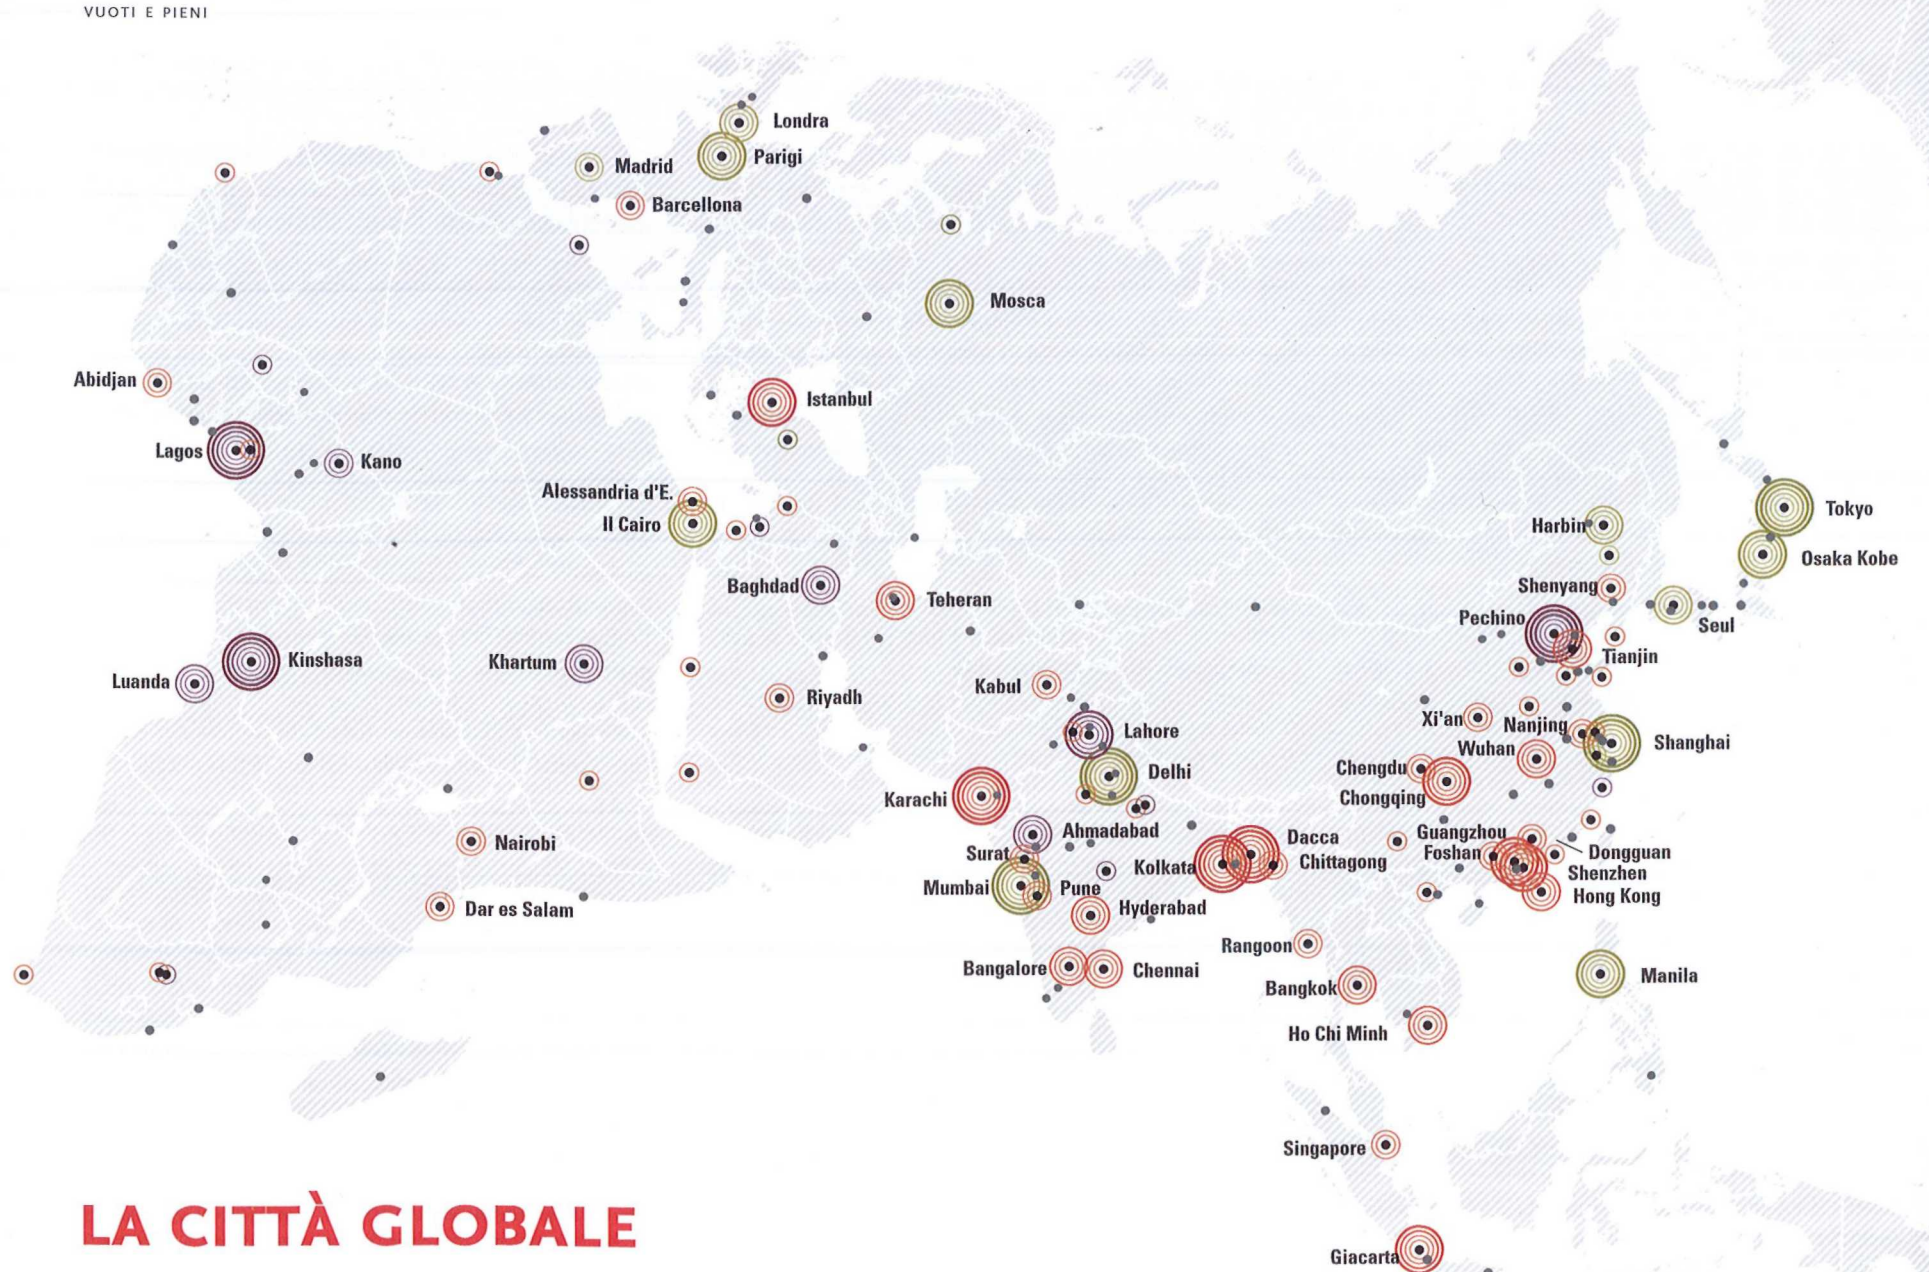 VUOTI E PIENI
Londra
Madrid
Parigi
Barcellona
Mosca
Abidjan
Istanbul
Lagos
Kano
Alessandria d'E.
Il Cairo
Tokyo
Harbin
Osaka Kobe
Baghdad
Teheran
Shenyang
Pechino
Seul
Kinshasa
Khartum
Tianjin
Luanda
Kabul
Riyadh
Xi'an
Nanjing
Lahore
Shanghai
Wuhan
Chengdu
Delhi
Karachi
Chongqing
Ahmadabad
Guangzhou
Dacca
Nairobi
Surat
Foshan
Dongguan
Kolkata
Chittagong
Shenzhen
Mumbai
Pune
Hong Kong
Dar es Salam
Hyderabad
Rangoon
Bangalore
Chennai
Manila
Bangkok
Ho Chi Minh
Singapore
LA CITTÀ GLOBALE
Giacarta